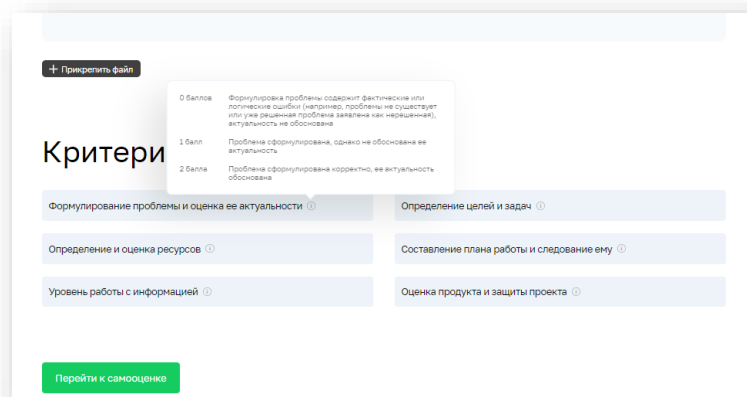 + Прикрепить файл
0 баллов
Формулировка проблемы содержит фактические или
логические ошибки (например, проблемы не существует
или уже решенная проблема заявлена как нерешенная),
актуальность не обоснована
1 балл
Проблема сформулирована, однако не обоснована ее
актуальность
2 балла
Проблема сформулирована корректно, ее актуальность
обоснована
Критери
Формулирование проблемы и оценка ее актуальности
Определение целей и задач
Определение и оценка ресурсов
Составление плана работы и следование ему
Уровень работы с информацией
Оценка продукта и защиты проекта
Перейти к самооценке